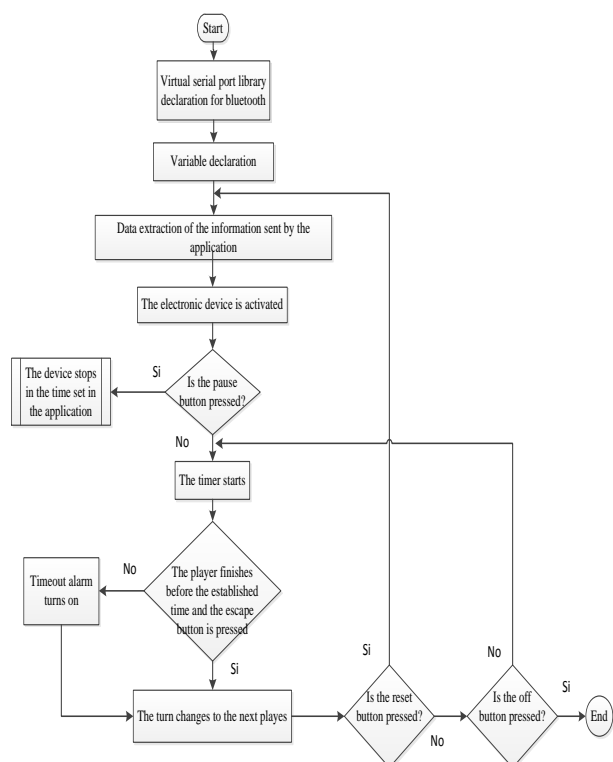 Start
Virtual serial port library
declaration for bluetooth
Variable declaration
Data extraction of the information sent by the
application
The electronic device is activated
Si
The device stops
in the time set in
the application
Is the pause
button pressed?
No
The timer starts
No
Timeout alarm
turns on
The player finishes
before the established
time and the escape
button is pressed
Si
The turn changes to the next playes
Si
Is the reset
button pressed?
No
No
Is the off
button pressed?
Si
End